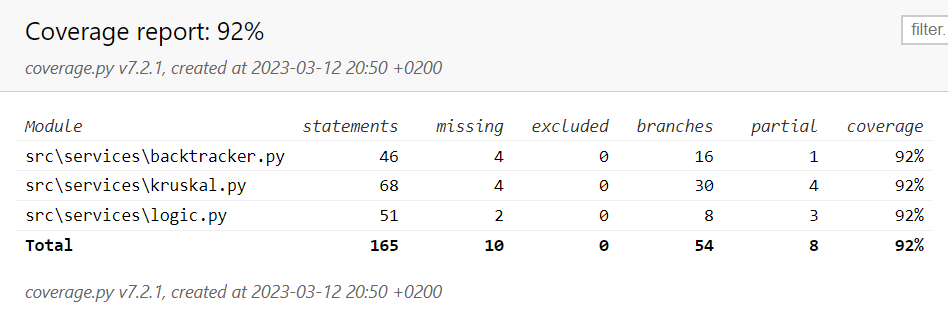 Coverage report: 92%
filter.
coverage.py v7.2.1, created at 2023-03-12 20:50 +0200
Module statements missing excluded branches partial coverage
src\services\backtracker.py 46 4 0 16 1 92%
src\services\kruskal.py 68 4 0 30 4 92%
src\services\logic.py 51 2 0 8 3 92%
Total 165 10 0 54 8 92%
coverage.py v7.2.1, created at 2023-03-12 20:50 +0200